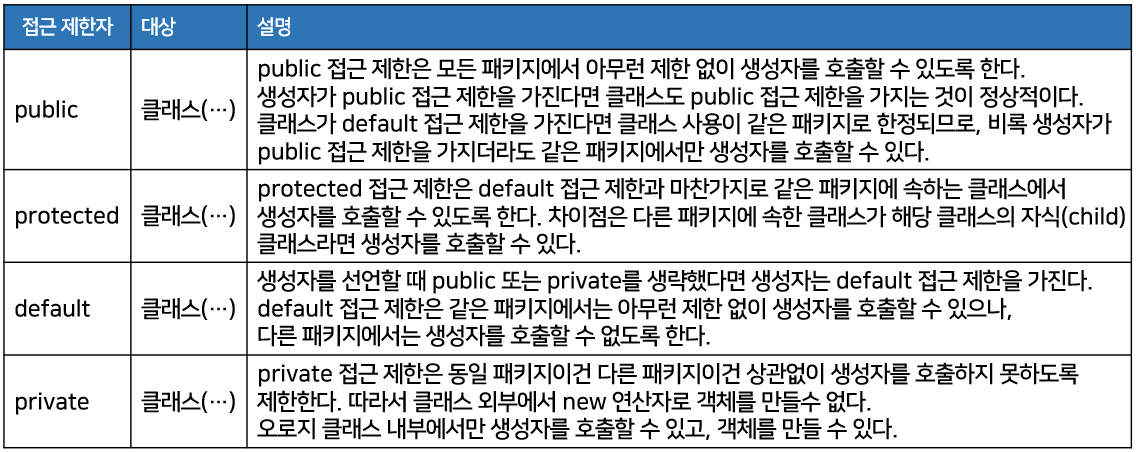 접근 제한자 대상 설명
public 클래스(…) public 접근 제한은 모든 패키지에서 아무런 제한 없이 생성자를 호출할 수 있도록 한다.
생성자가 public 접근 제한을 가진다면 클래스도 public 접근 제한을 가지는 것이 정상적이다.
클래스가 default 접근 제한을 가진다면 클래스 사용이 같은 패키지로 한정되므로, 비록 생성자가
public 접근 제한을 가지더라도 같은 패키지에서만 생성자를 호출할 수 있다.
protected 클래스(…) protected 접근 제한은 default 접근 제한과 마찬가지로 같은 패키지에 속하는 클래스에서
생성자를 호출할 수 있도록 한다. 차이점은 다른 패키지에 속한 클래스가 해당 클래스의 자식(child)
클래스라면 생성자를 호출할 수 있다.
default 클래스(…) 생성자를 선언할 때 public 또는 private를 생략했다면 생성자는 default 접근 제한을 가진다.
default 접근 제한은 같은 패키지에서는 아무런 제한 없이 생성자를 호출할 수 있으나,
다른 패키지에서는 생성자를 호출할 수 없도록 한다.
private 클래스(…) private 접근 제한은 동일 패키지이건 다른 패키지이건 상관없이 생성자를 호출하지 못하도록
제한한다. 따라서 클래스 외부에서 new 연산자로 객체를 만들수 없다.
오로지 클래스 내부에서만 생성자를 호출할 수 있고, 객체를 만들 수 있다.